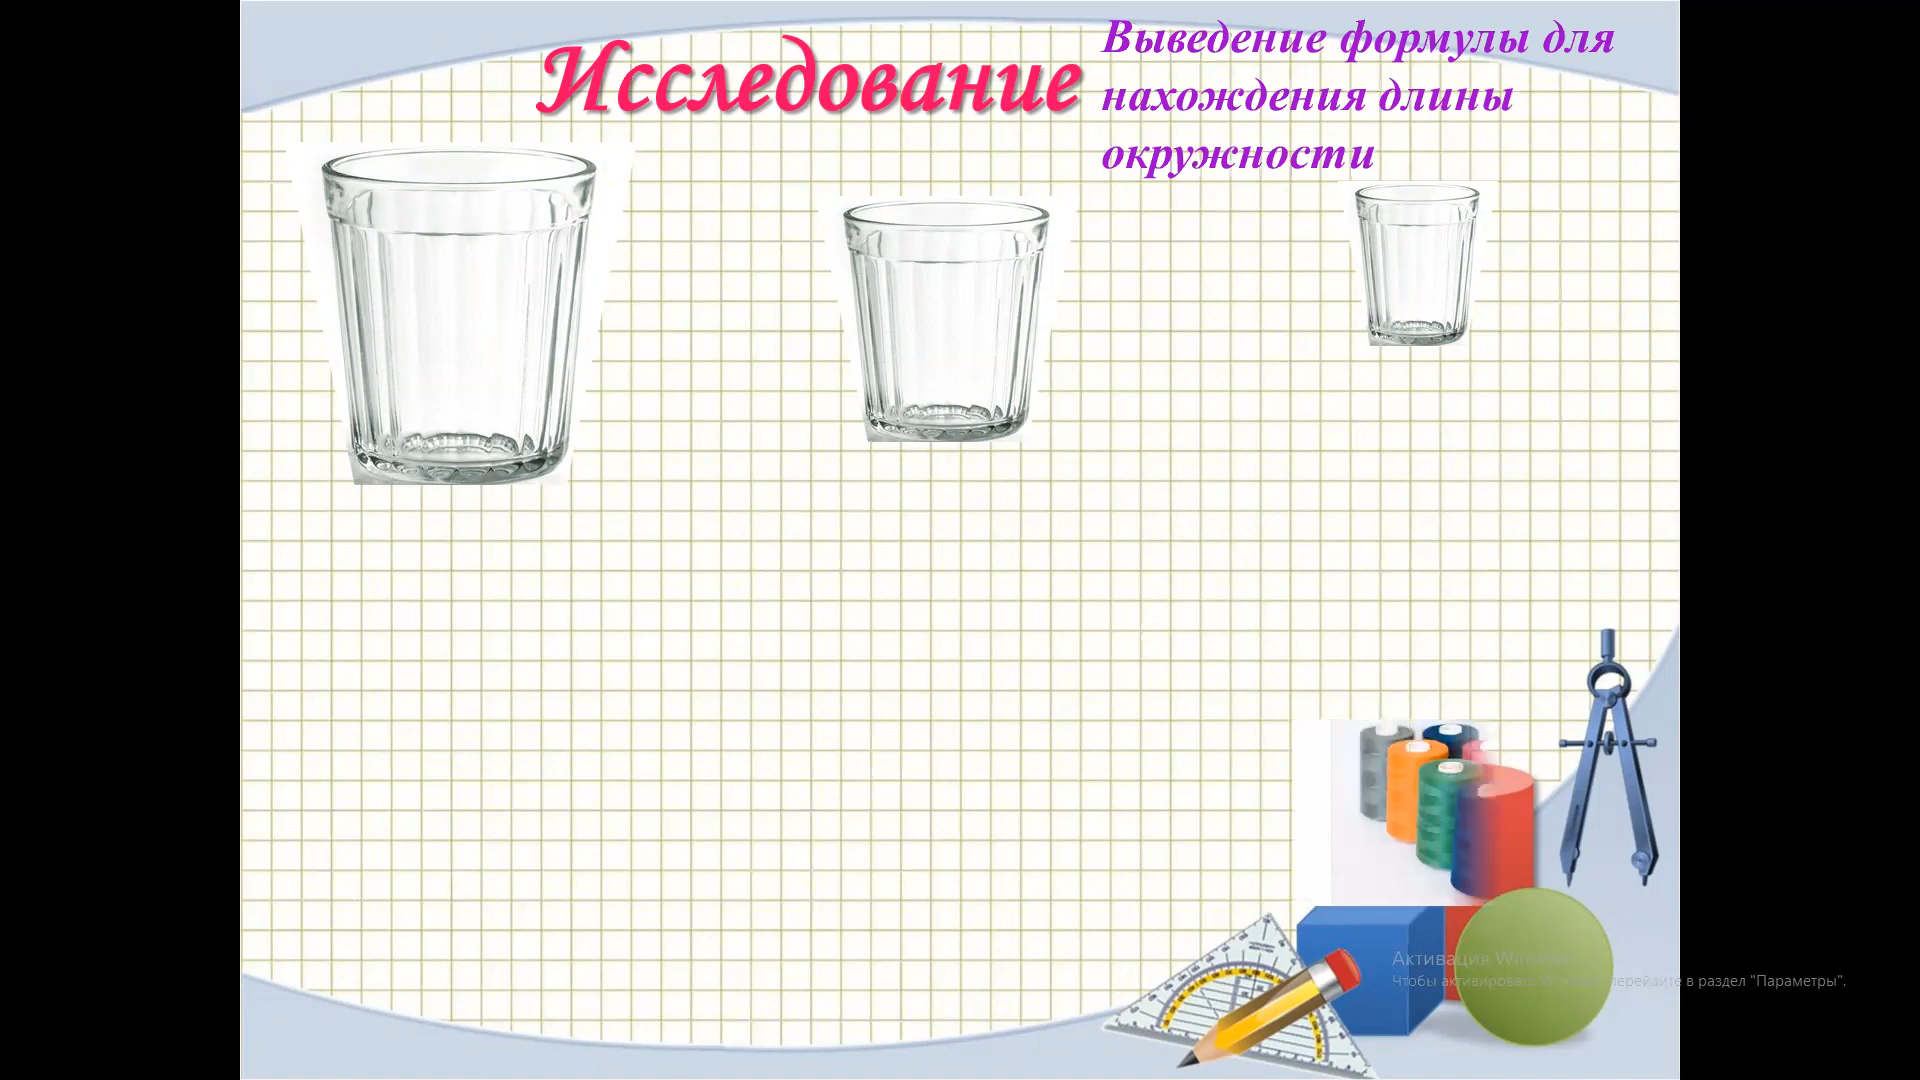 Исследование
Выведение формулы для
нахождения длины
окружности
Активация Windows
Чтобы активировать Windows, перейдите в раздел "Параметры".